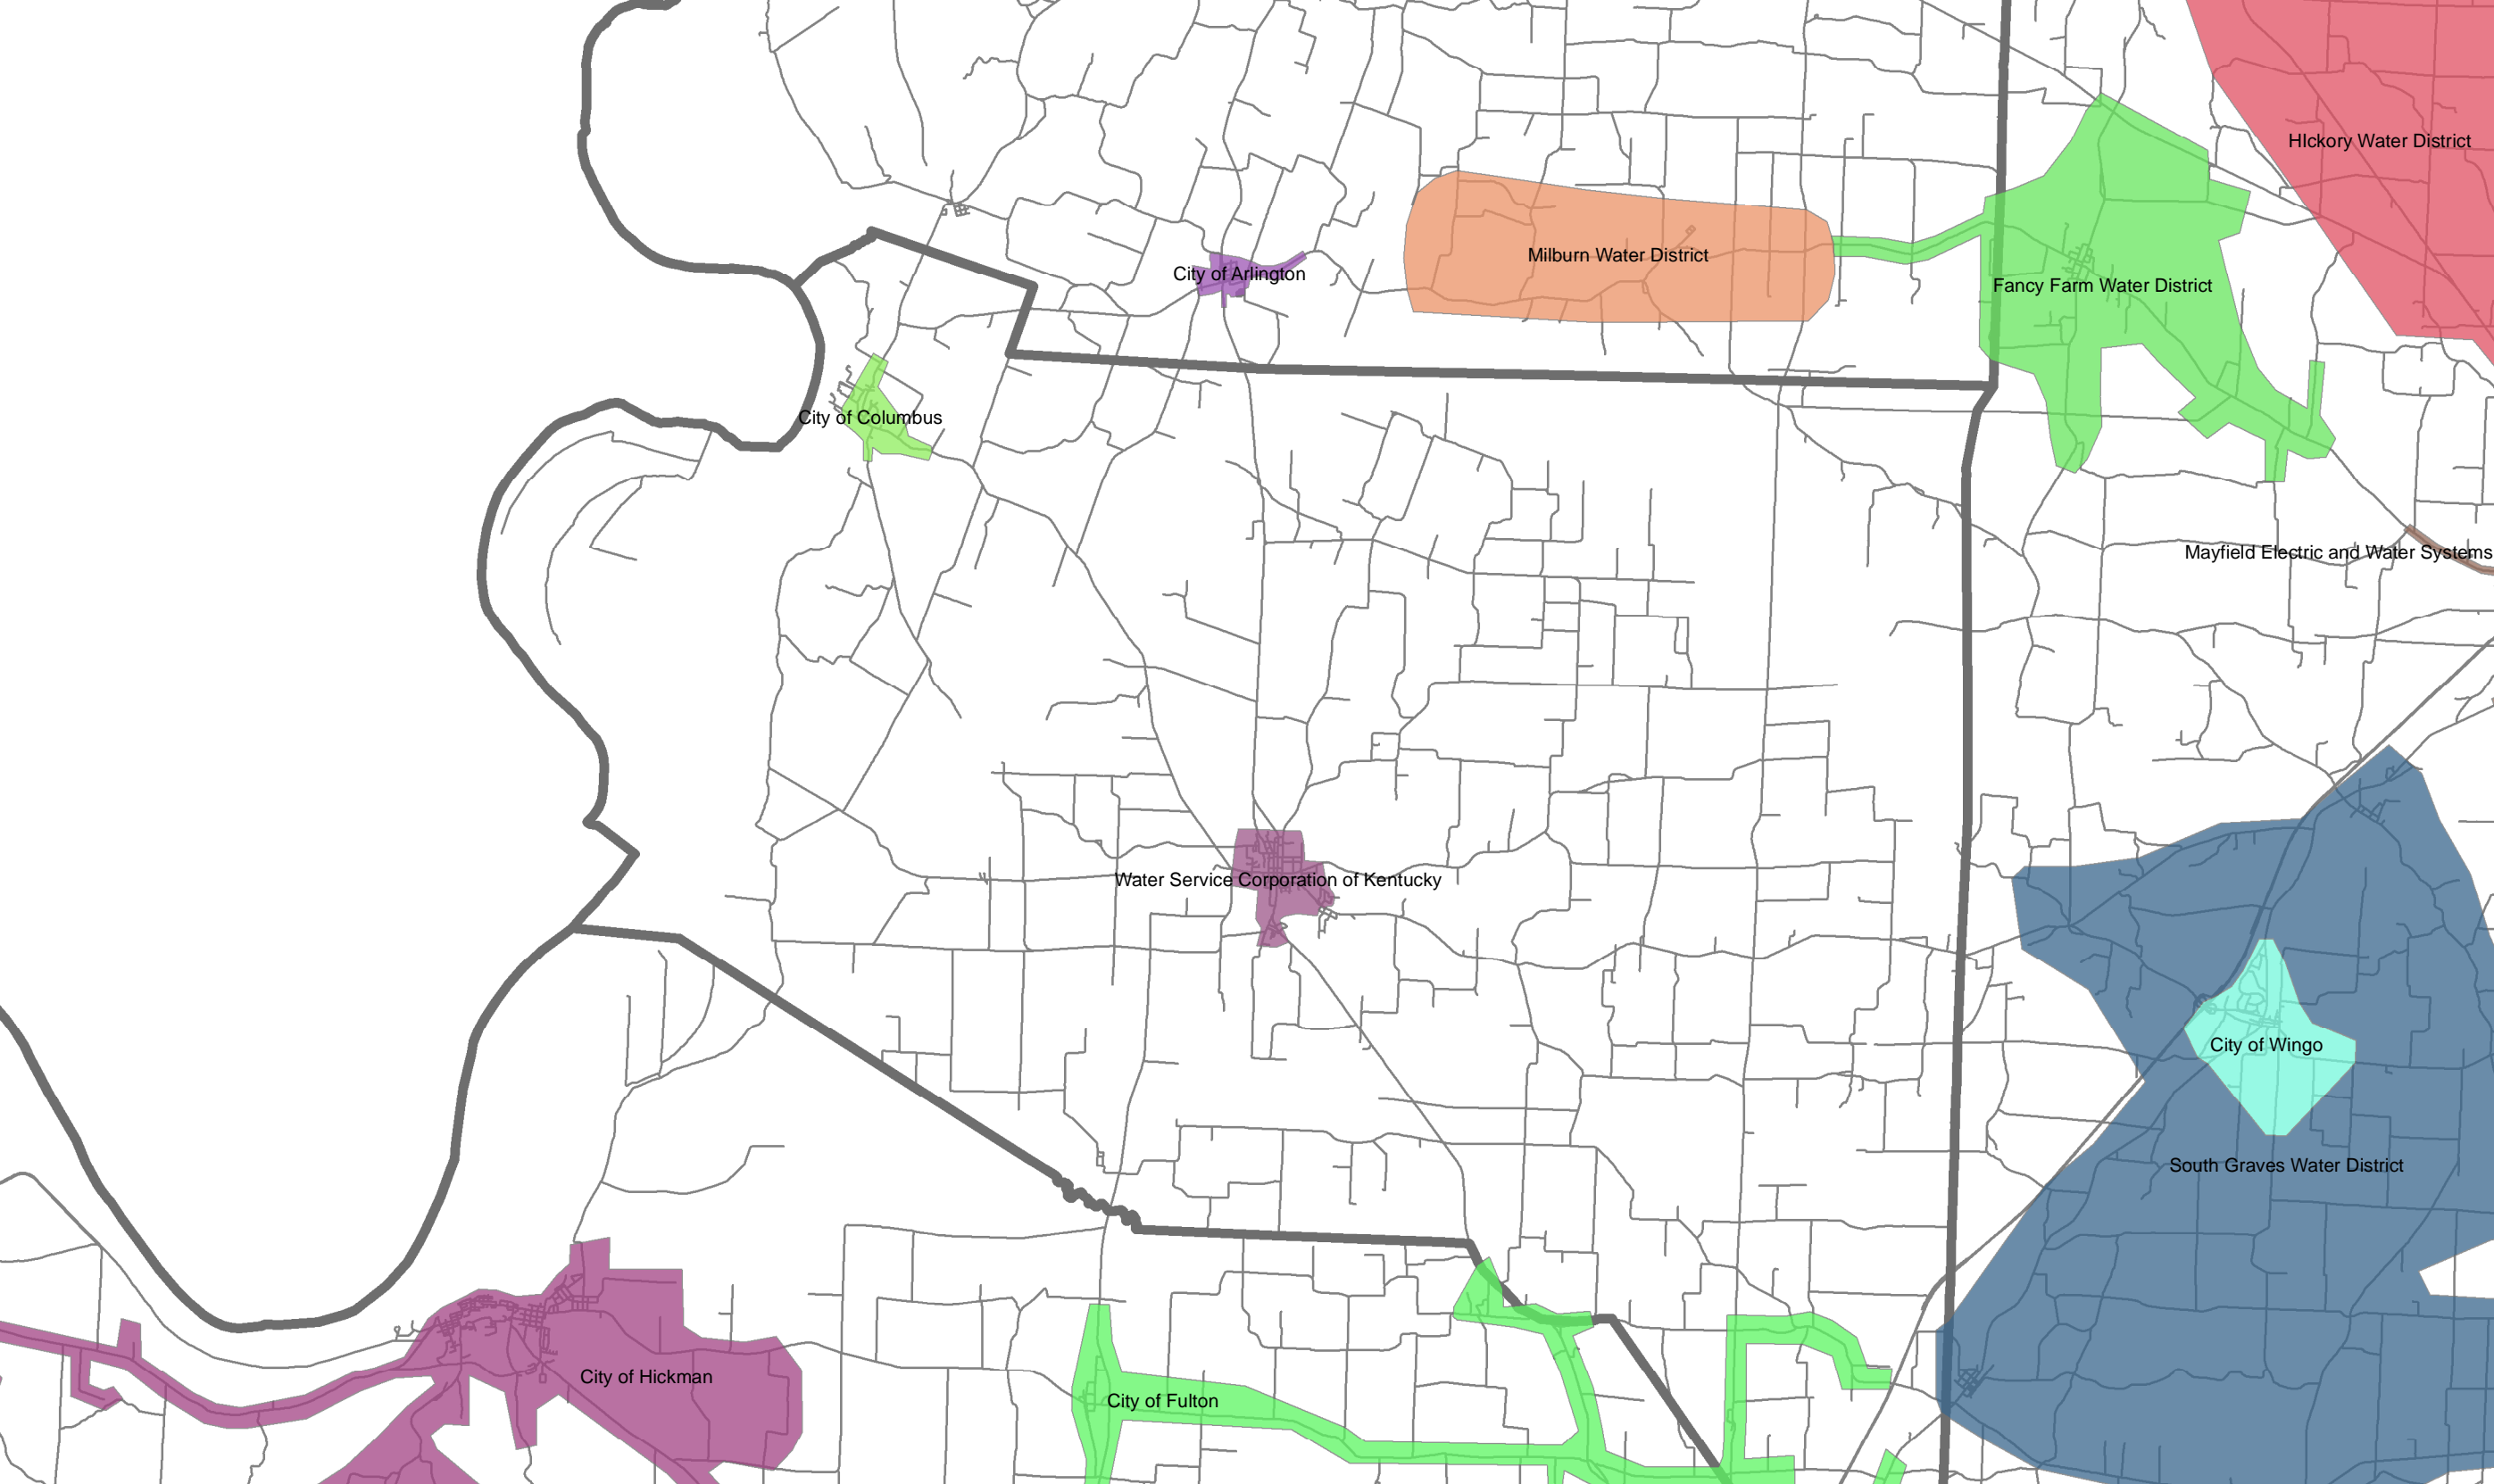 HIckory Water District
Milburn Water District
City of Arlington
Fancy Farm Water District
City of Columbus
Mayfield Electric and Water Systems
Water Service Corporation of Kentucky
City of Wingo
South Graves Water District
City of Hickman
City of Fulton